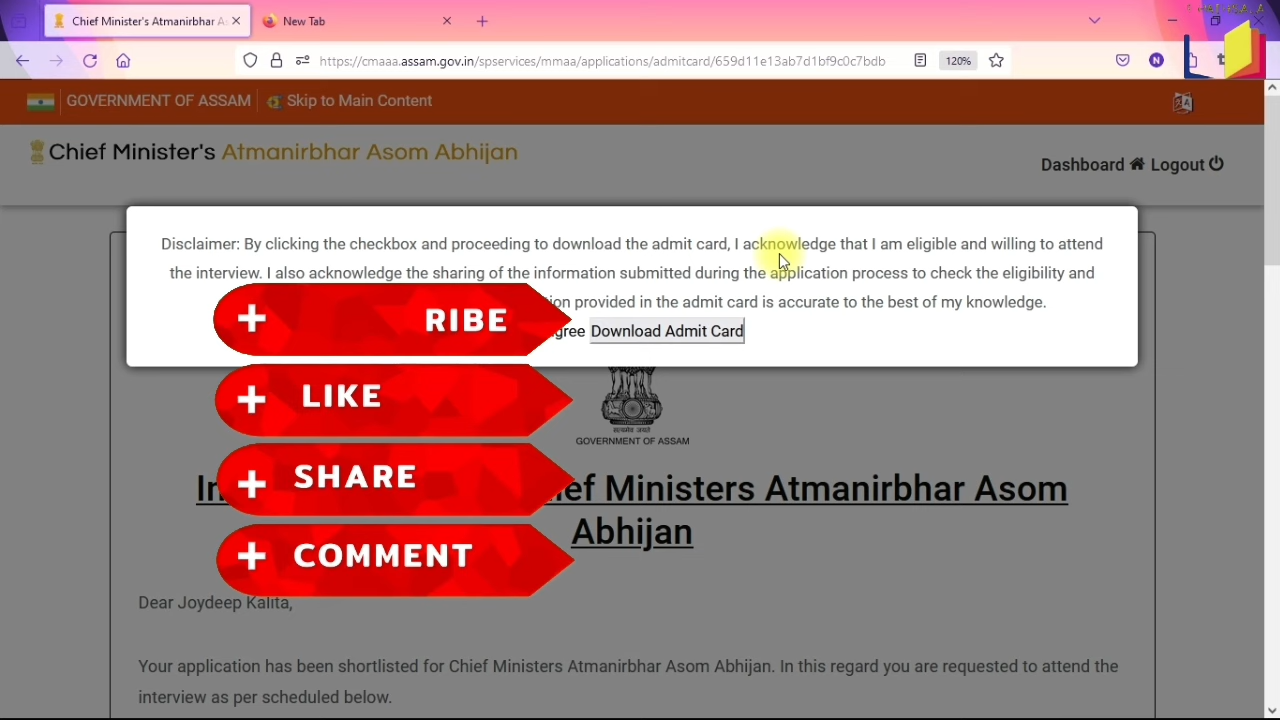 Chief Minister's Atmanirbhar As
New Tab
https://cmaaa.assam.gov.in/spservices/mmaa/applications/admitcard/659d11e13ab7d1bf9c0c7bdb
120%
N
GOVERNMENT OF ASSAM
Skip to Main Content
Chief Minister's Atmanirbhar Asom Abhijan
Dashboard
Logout
Disclaimer: By clicking the checkbox and proceeding to download the admit card, I acknowledge that I am eligible and willing to attend
the interview. I also acknowledge the sharing of the information submitted during the application process to check the eligibility and
provided in the admit card is accurate to the best of my knowledge.
Download Admit Card
+ RIBE
+ LIKE
+ SHARE
+ COMMENT
सत्यमेव जयते
GOVERNMENT OF ASSAM
Ministers Atmanirbhar Asom
Abhijan
Dear Joydeep Kalita,
Your application has been shortlisted for Chief Ministers Atmanirbhar Asom Abhijan. In this regard you are requested to attend the
interview as per scheduled below.